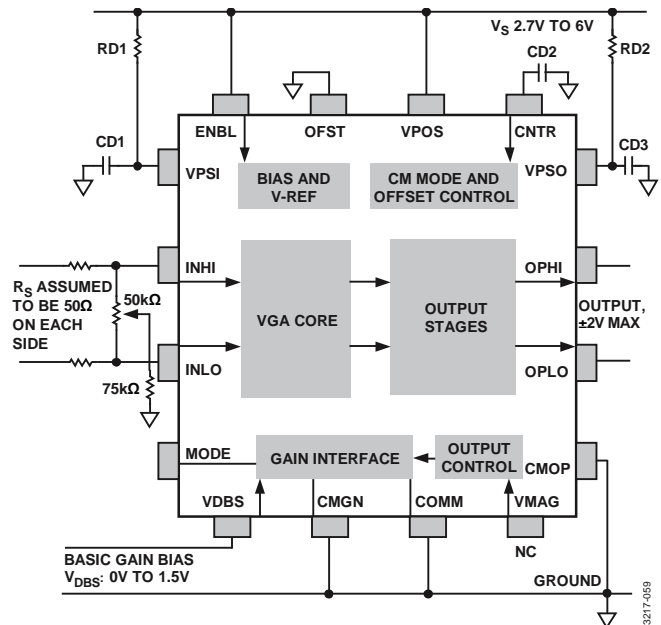 V_S 2.7V TO 6V
RD1
RD2
CD2
ENBL
OFST
VPOS
CNTR
CD1
CD3
VPSI
VPSO
BIAS AND
V-REF
CM MODE AND
OFFSET CONTROL
INHI
OPHI
R_S ASSUMED
TO BE 50Ω
ON EACH
SIDE
50kΩ
VGA CORE
OUTPUT
STAGES
OUTPUT,
±2V MAX
INLO
OPLO
75kΩ
MODE
GAIN INTERFACE
OUTPUT
CONTROL
CMOP
VDBS
CMGN
COMM
VMAG
NC
BASIC GAIN BIAS
V_DBS: 0V TO 1.5V
GROUND
3217-059